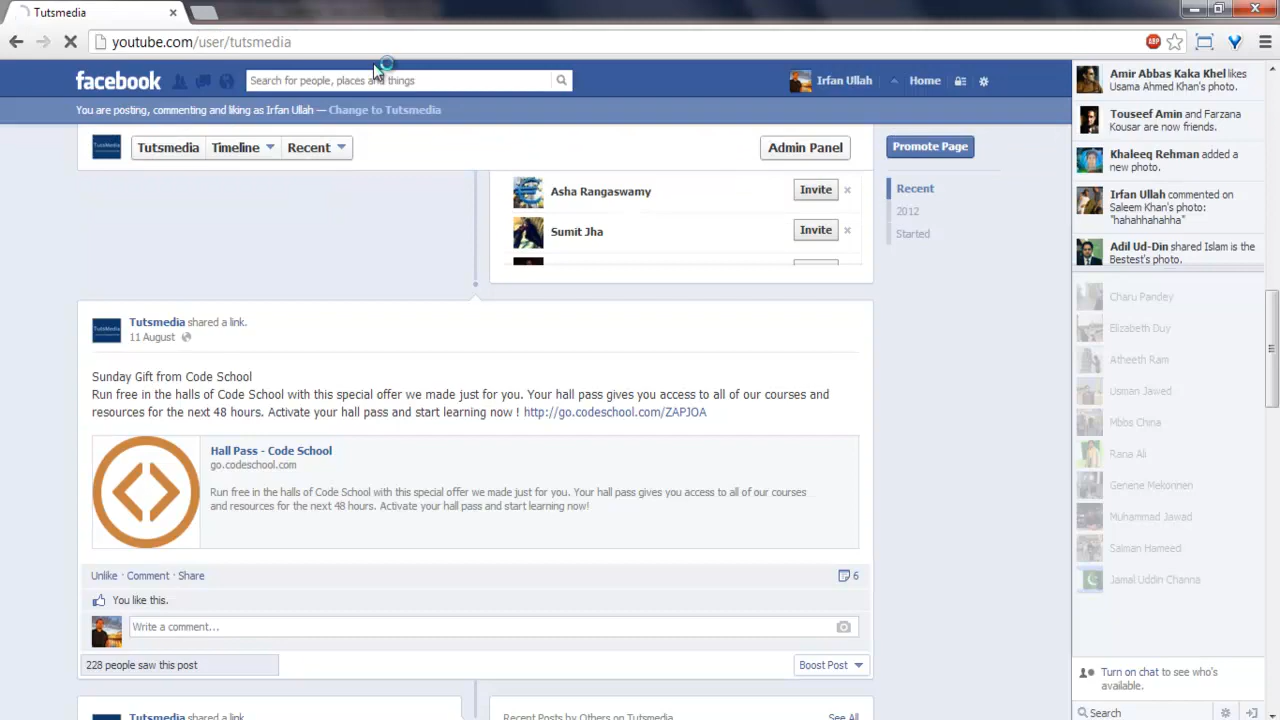 Tutsmedia
youtube.com/user/tutsmedia
ABP
facebook
Search for people, places and things
Irfan Ullah
Home
You are posting, commenting and liking as Irfan Ullah — Change to Tutsmedia
TutsMedia
Tutsmedia
Timeline
Recent
Admin Panel
Promote Page
Recent
2012
Started
Asha Rangaswamy
Invite
Sumit Jha
Invite
TutsMedia
Tutsmedia shared a link.
11 August
Sunday Gift from Code School
Run free in the halls of Code School with this special offer we made just for you. Your hall pass gives you access to all of our courses and
resources for the next 48 hours. Activate your hall pass and start learning now ! http://go.codeschool.com/ZAPJOA
Hall Pass - Code School
go.codeschool.com
Run free in the halls of Code School with this special offer we made just for you. Your hall pass gives you access to all of our courses
and resources for the next 48 hours. Activate your hall pass and start learning now!
Unlike · Comment · Share
6
You like this.
Write a comment...
228 people saw this post
Boost Post
Tutsmedia shared a link.
Recent Posts by Others on Tutsmedia
See All
Amir Abbas Kaka Khel likes
Usama Ahmed Khan's photo.
Touseef Amin and Farzana
Kousar are now friends.
Khaleeq Rehman added a
new photo.
Irfan Ullah commented on
Saleem Khan's photo:
"hahahhahahha"
Adil Ud-Din shared Islam is the
Bestest's photo.
Charu Pandey
Elizabeth Duy
Atheeth Ram
Usman Jawed
Mbbs China
Rana Ali
Genene Mekonnen
Muhammad Jawad
Salman Hameed
Jamal Uddin Channa
Turn on chat to see who's
available.
Search